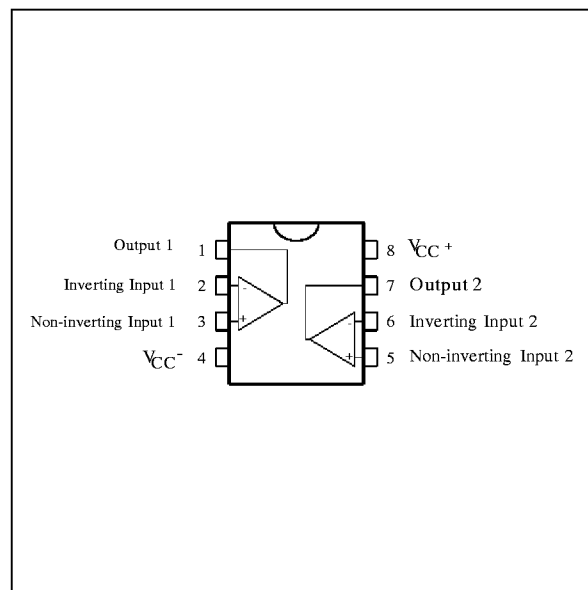 Output 1 1
Inverting Input 1 2
Non-inverting Input 1 3
VCC- 4
8 VCC+
7 Output 2
6 Inverting Input 2
5 Non-inverting Input 2
-
+
-
+